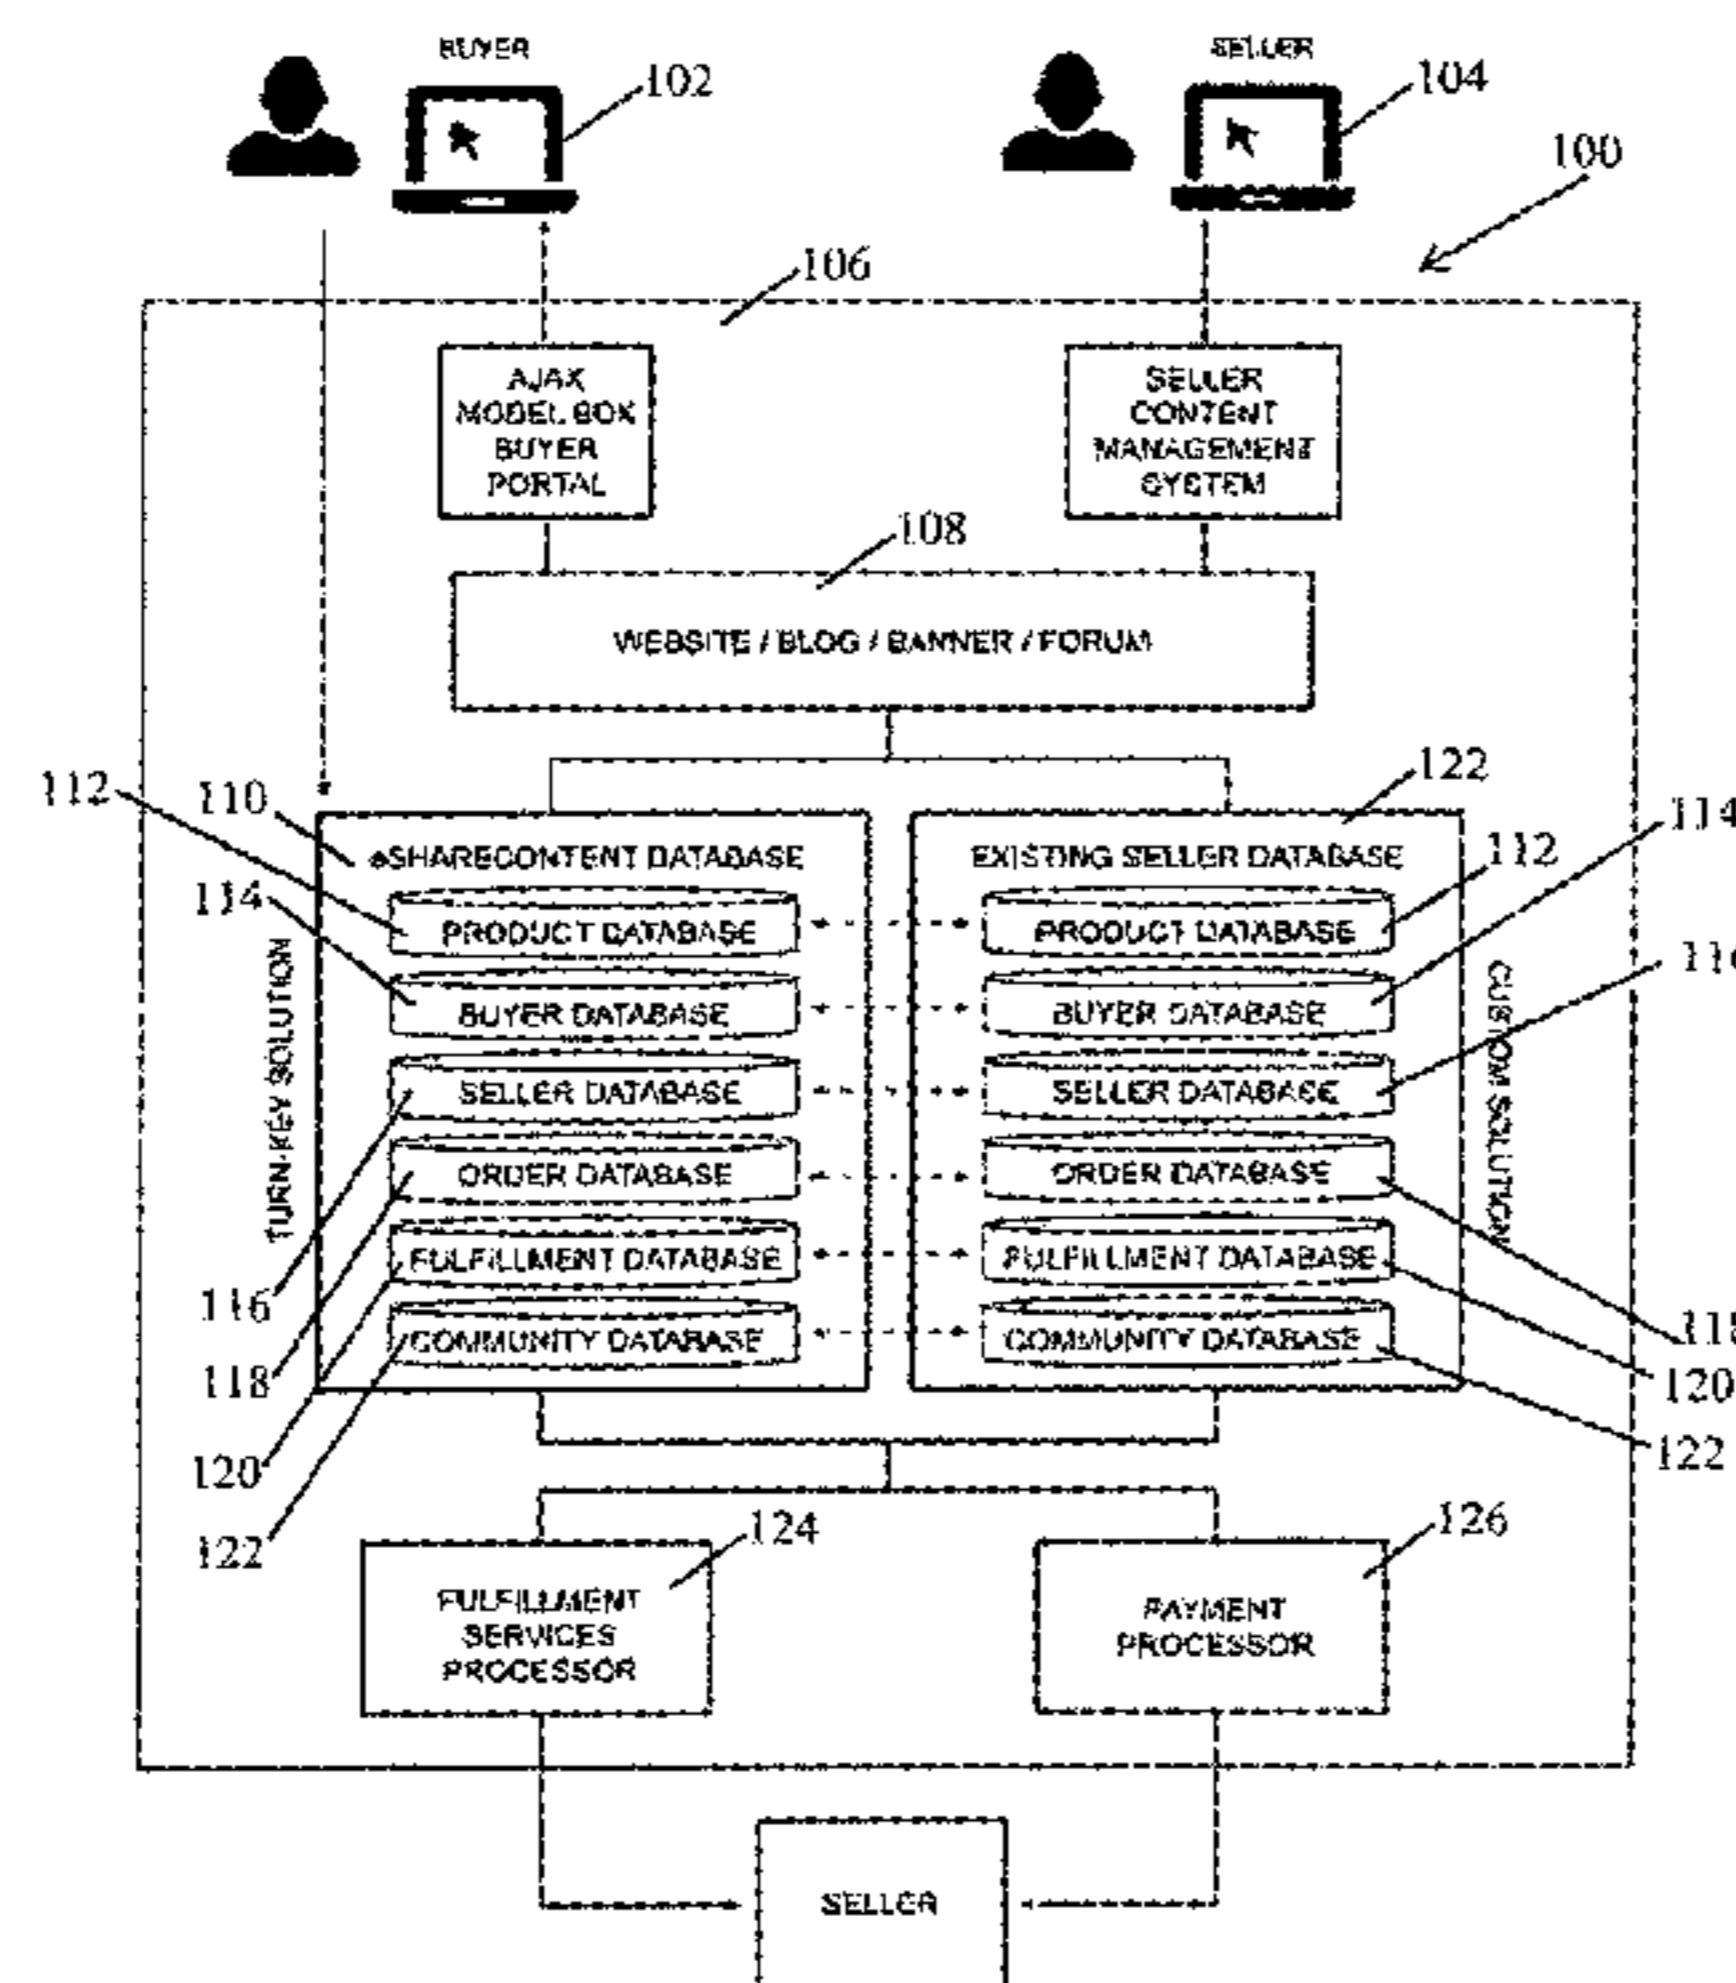 BUYER
SELLER
102
104
100
106
AJAX
MODEL BOX
BUYER
PORTAL
SELLER
CONTENT
MANAGEMENT
SYSTEM
108
WEBSITE / BLOG / BANNER / FORUM
112
110
122
114
eSHARECONTENT DATABASE
EXISTING SELLER DATABASE
112
114
PRODUCT DATABASE
PRODUCT DATABASE
116
BUYER DATABASE
BUYER DATABASE
SELLER DATABASE
SELLER DATABASE
ORDER DATABASE
ORDER DATABASE
FULFILLMENT DATABASE
FULFILLMENT DATABASE
COMMUNITY DATABASE
COMMUNITY DATABASE
TURN-KEY SOLUTION
CUSTOM SOLUTION
116
118
118
120
120
122
122
124
126
FULFILLMENT
SERVICES
PROCESSOR
PAYMENT
PROCESSOR
SELLER